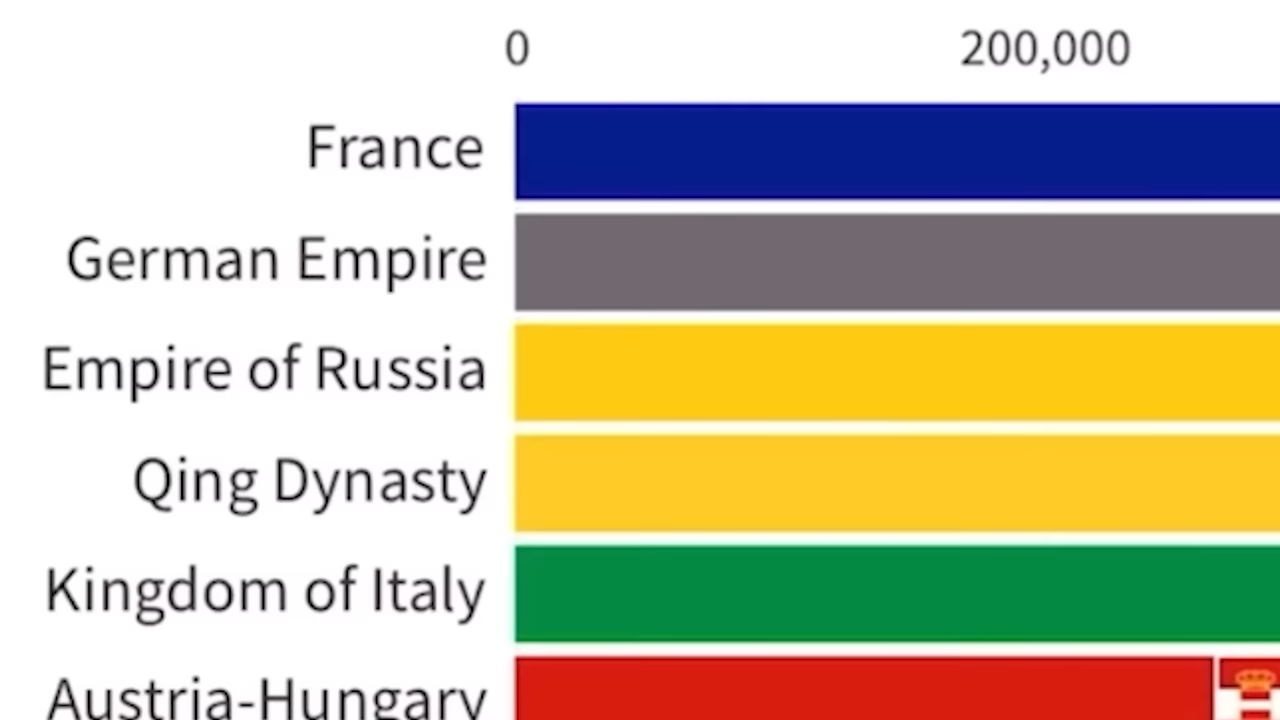 0 200,000
France
German Empire
Empire of Russia
Qing Dynasty
Kingdom of Italy
Austria-Hungary